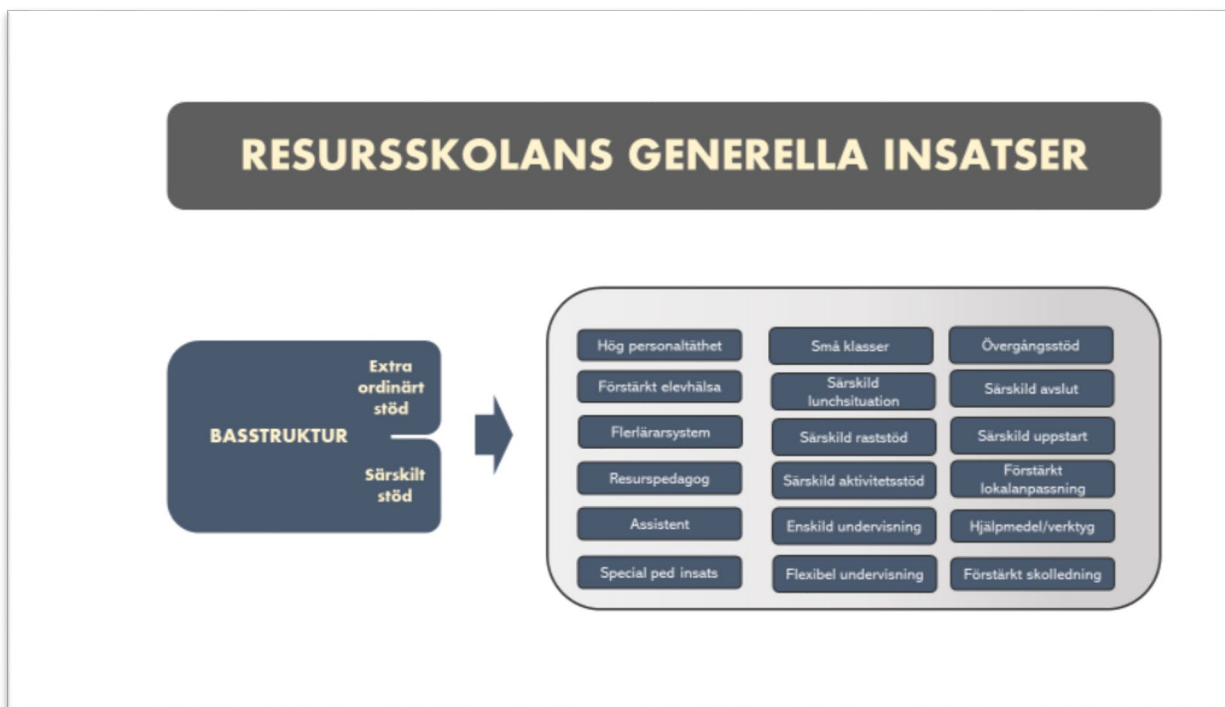 RESURSSKOLANS GENERELLA INSATSER
Extra
ordinärt
stöd
BASSTRUKTUR
Särskilt
stöd
Hög personaltäthet
Förstärkt elevhälsa
Flerlärarsystem
Resurspedagog
Assistent
Special ped insats
Små klasser
Särskild
lunchsituation
Särskild raststöd
Särskild aktivitetsstöd
Enskild undervisning
Flexibel undervisning
Övergångsstöd
Särskild avslut
Särskild uppstart
Förstärkt
lokalanpassning
Hjälpmedel/verktyg
Förstärkt skolledning